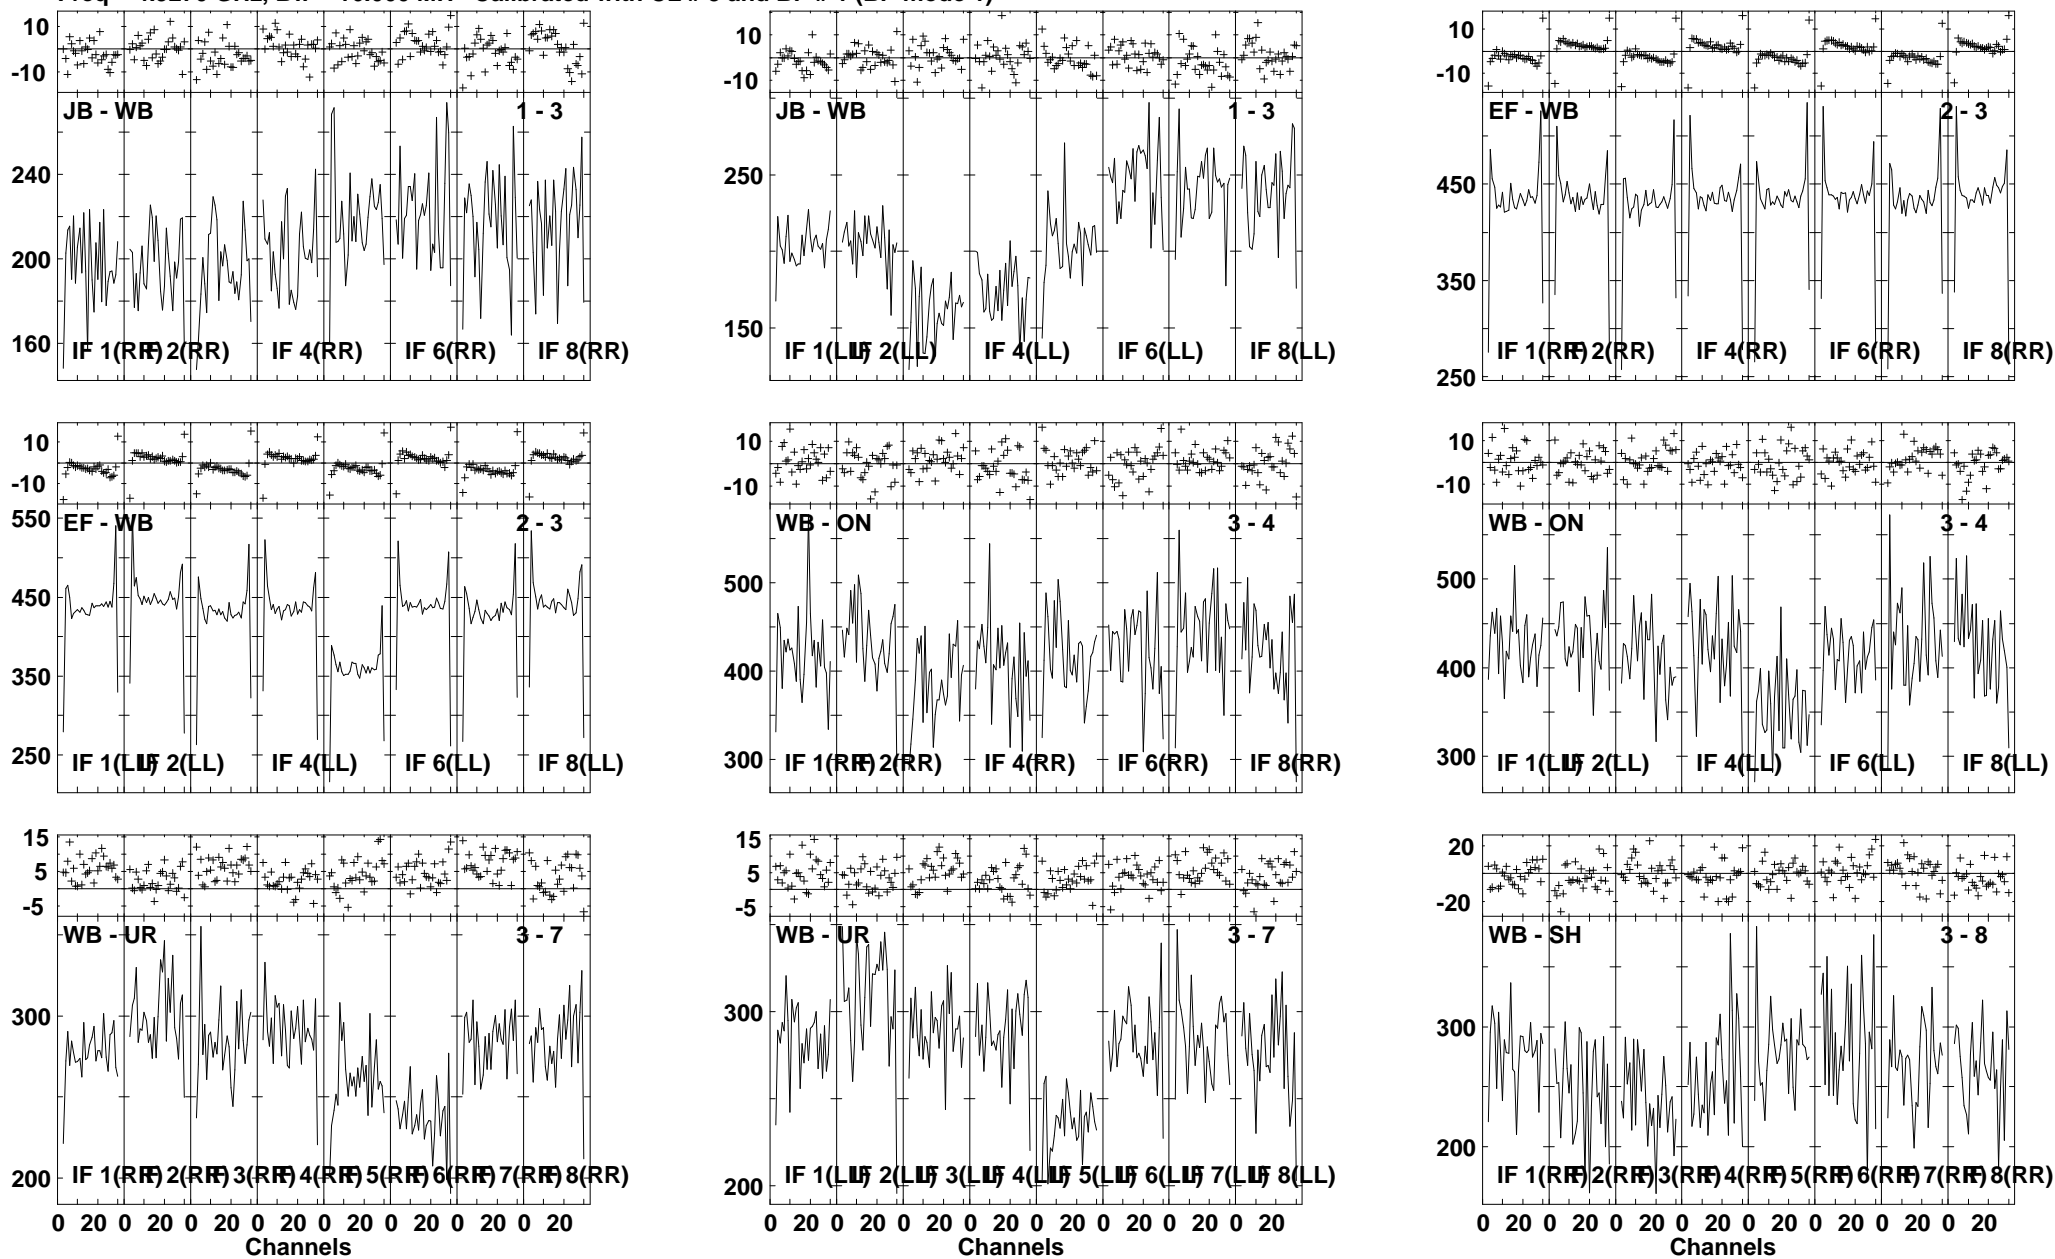 10
-10
JB - WB
1 - 3
240
200
160
IF 1(RR)
IF 2(RR)
IF 4(RR)
IF 6(RR)
IF 8(RR)
10
-10
JB - WB
1 - 3
250
150
IF 1(LL)
IF 2(LL)
IF 4(LL)
IF 6(LL)
IF 8(LL)
10
-10
EF - WB
2 - 3
450
350
250
IF 1(RR)
IF 2(RR)
IF 4(RR)
IF 6(RR)
IF 8(RR)
10
-10
550
EF - WB
2 - 3
450
350
250
IF 1(LL)
IF 2(LL)
IF 4(LL)
IF 6(LL)
IF 8(LL)
10
-10
WB - ON
3 - 4
500
400
300
IF 1(RR)
IF 2(RR)
IF 4(RR)
IF 6(RR)
IF 8(RR)
10
-10
WB - ON
3 - 4
500
400
300
IF 1(LL)
IF 2(LL)
IF 4(LL)
IF 6(LL)
IF 8(LL)
15
5
-5
WB - UR
3 - 7
300
200
IF 1(RR)
IF 2(RR)
IF 3(RR)
IF 4(RR)
IF 5(RR)
IF 6(RR)
IF 7(RR)
IF 8(RR)
0 20 0 20 0 20 0 20 0 20 0 20 0 20 0 20
Channels
15
5
-5
WB - UR
3 - 7
300
200
IF 1(LL)
IF 2(LL)
IF 3(LL)
IF 4(LL)
IF 5(LL)
IF 6(LL)
IF 7(LL)
IF 8(LL)
0 20 0 20 0 20 0 20 0 20 0 20 0 20 0 20
Channels
20
-20
WB - SH
3 - 8
300
200
IF 1(RR)
IF 2(RR)
IF 3(RR)
IF 4(RR)
IF 5(RR)
IF 6(RR)
IF 7(RR)
IF 8(RR)
0 20 0 20 0 20 0 20 0 20 0 20 0 20 0 20
Channels